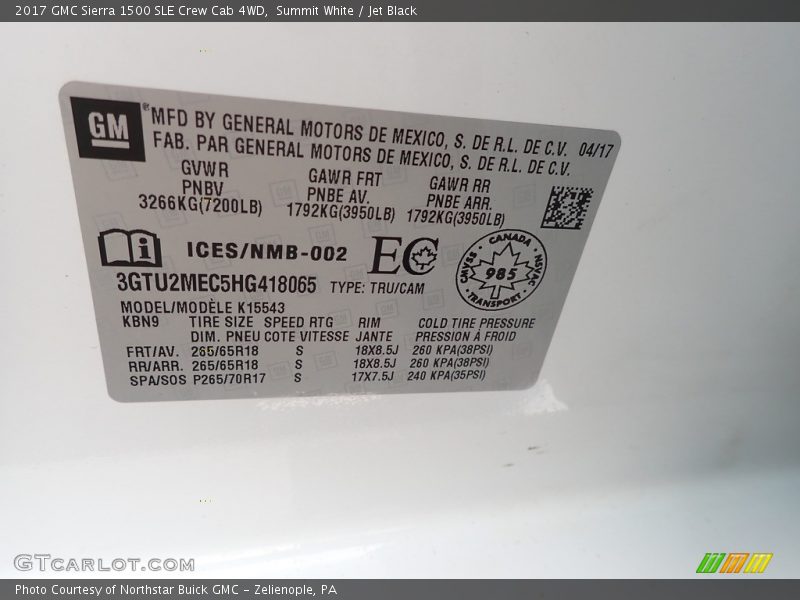 2017 GMC Sierra 1500 SLE Crew Cab 4WD,  Summit White / Jet Black
GM ® MFD BY GENERAL MOTORS DE MEXICO, S. DE R.L. DE C.V. 04/17
FAB. PAR GENERAL MOTORS DE MEXICO, S. DE R.L. DE C.V.
GVWR GAWR FRT GAWR RR
PNBV PNBE AV. PNBE ARR.
3266KG(7200LB) 1792KG(3950LB) 1792KG(3950LB)
i ICES/NMB-002 EC
CANADA
CMVSS 985 NSVAC
TRANSPORT
3GTU2MEC5HG418065 TYPE: TRU/CAM
MODEL/MODÈLE K15543
KBN9 TIRE SIZE SPEED RTG RIM COLD TIRE PRESSURE
DIM. PNEU COTE VITESSE JANTE PRESSION À FROID
FRT/AV. 265/65R18 S 18X8.5J 260 KPA(38PSI)
RR/ARR. 265/65R18 S 18X8.5J 260 KPA(38PSI)
SPA/SOS P265/70R17 S 17X7.5J 240 KPA(35PSI)
GTCARLOT.COM
Photo Courtesy of Northstar Buick GMC - Zelienople, PA